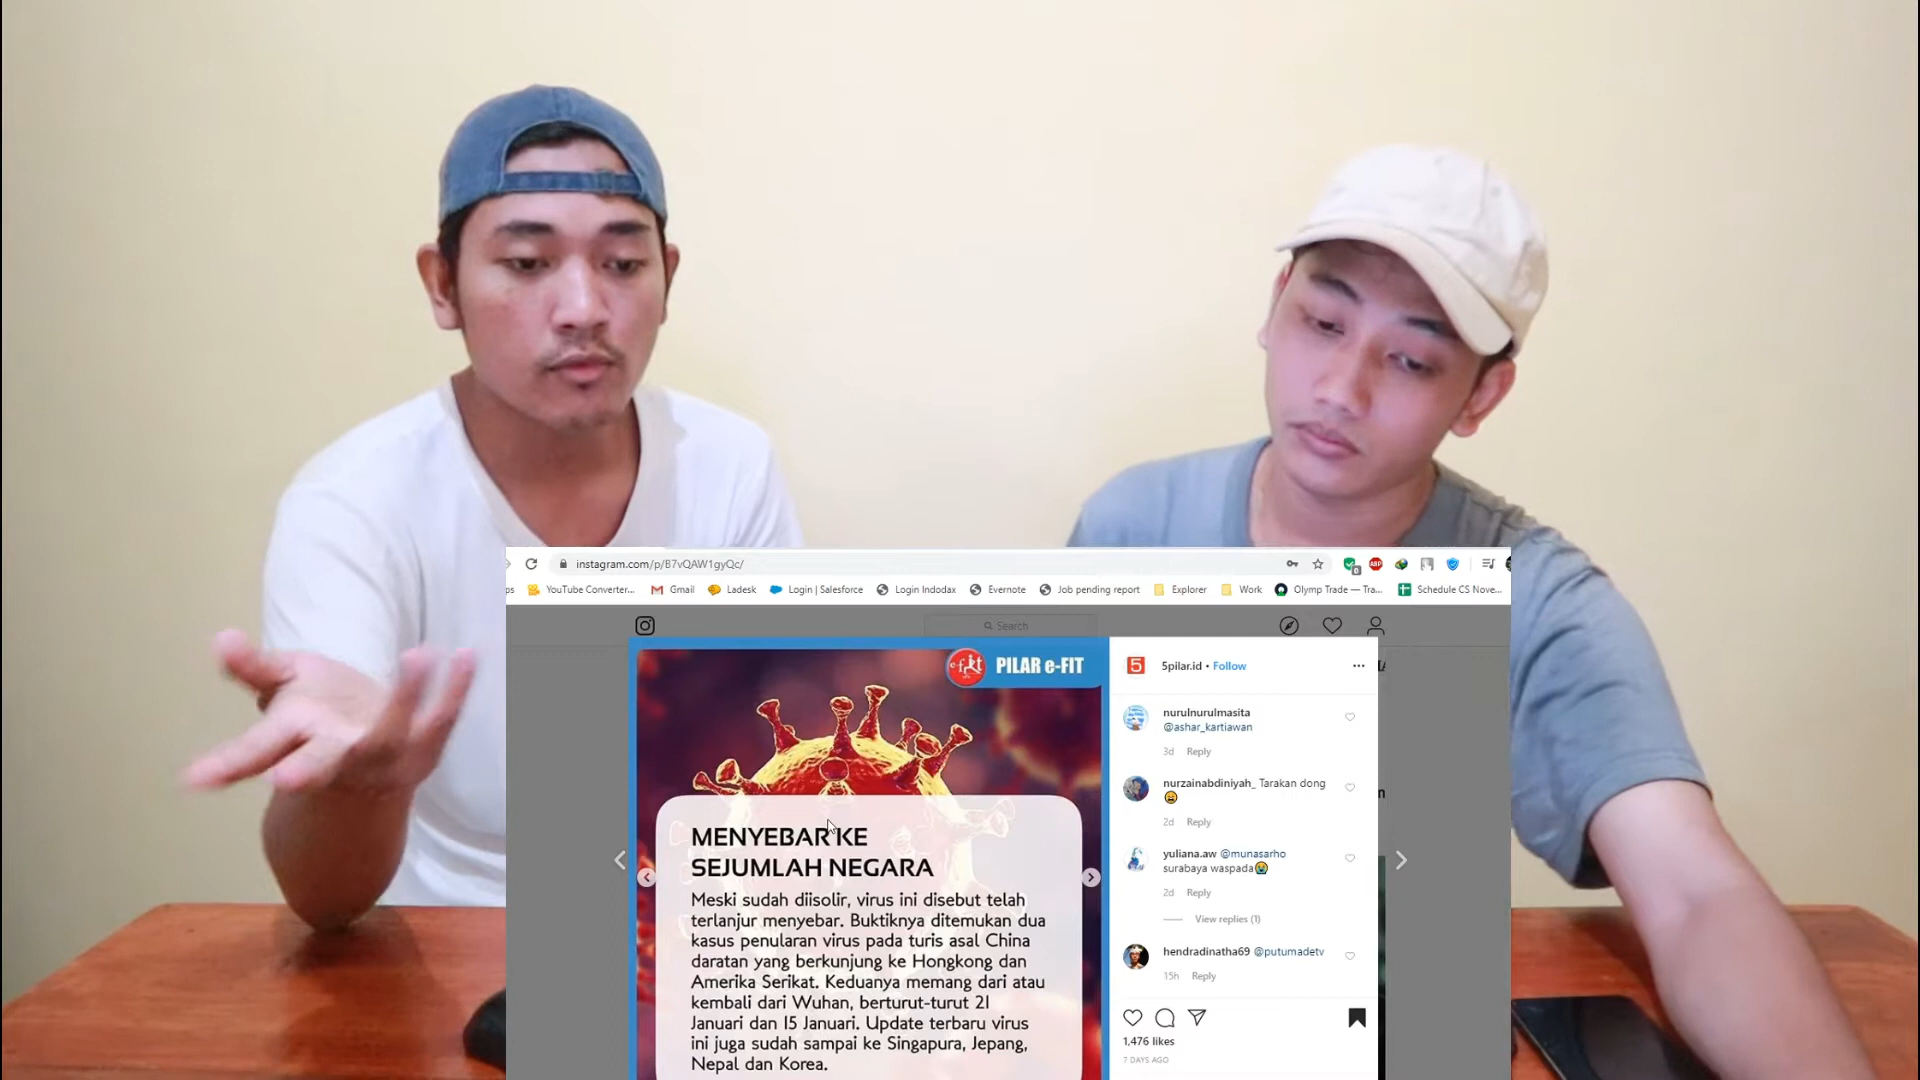 instagram.com/p/B7vQAW1gyQc/
ps YouTube Converter... Gmail Ladesk Login | Salesforce Login Indodax Evernote Job pending report Explorer Work Olymp Trade — Tra... Schedule CS Nove...
0 ABP
Search
e-fit PILAR e-FIT
MENYEBAR KE
SEJUMLAH NEGARA
Meski sudah diisolir, virus ini disebut telah
terlanjur menyebar. Buktiknya ditemukan dua
kasus penularan virus pada turis asal China
daratan yang berkunjung ke Hongkong dan
Amerika Serikat. Keduanya memang dari atau
kembali dari Wuhan, berturut-turut 21
Januari dan 15 Januari. Update terbaru virus
ini juga sudah sampai ke Singapura, Jepang,
Nepal dan Korea.
5 5pilar.id • Follow
nurulnurulmasita
@ashar_kartiawan
3d Reply
nurzainabdiniyah_ Tarakan dong
😩
2d Reply
yuliana.aw @munasarho
surabaya waspada😭
2d Reply
View replies (1)
hendradinatha69 @putumadetv
15h Reply
1,476 likes
7 DAYS AGO